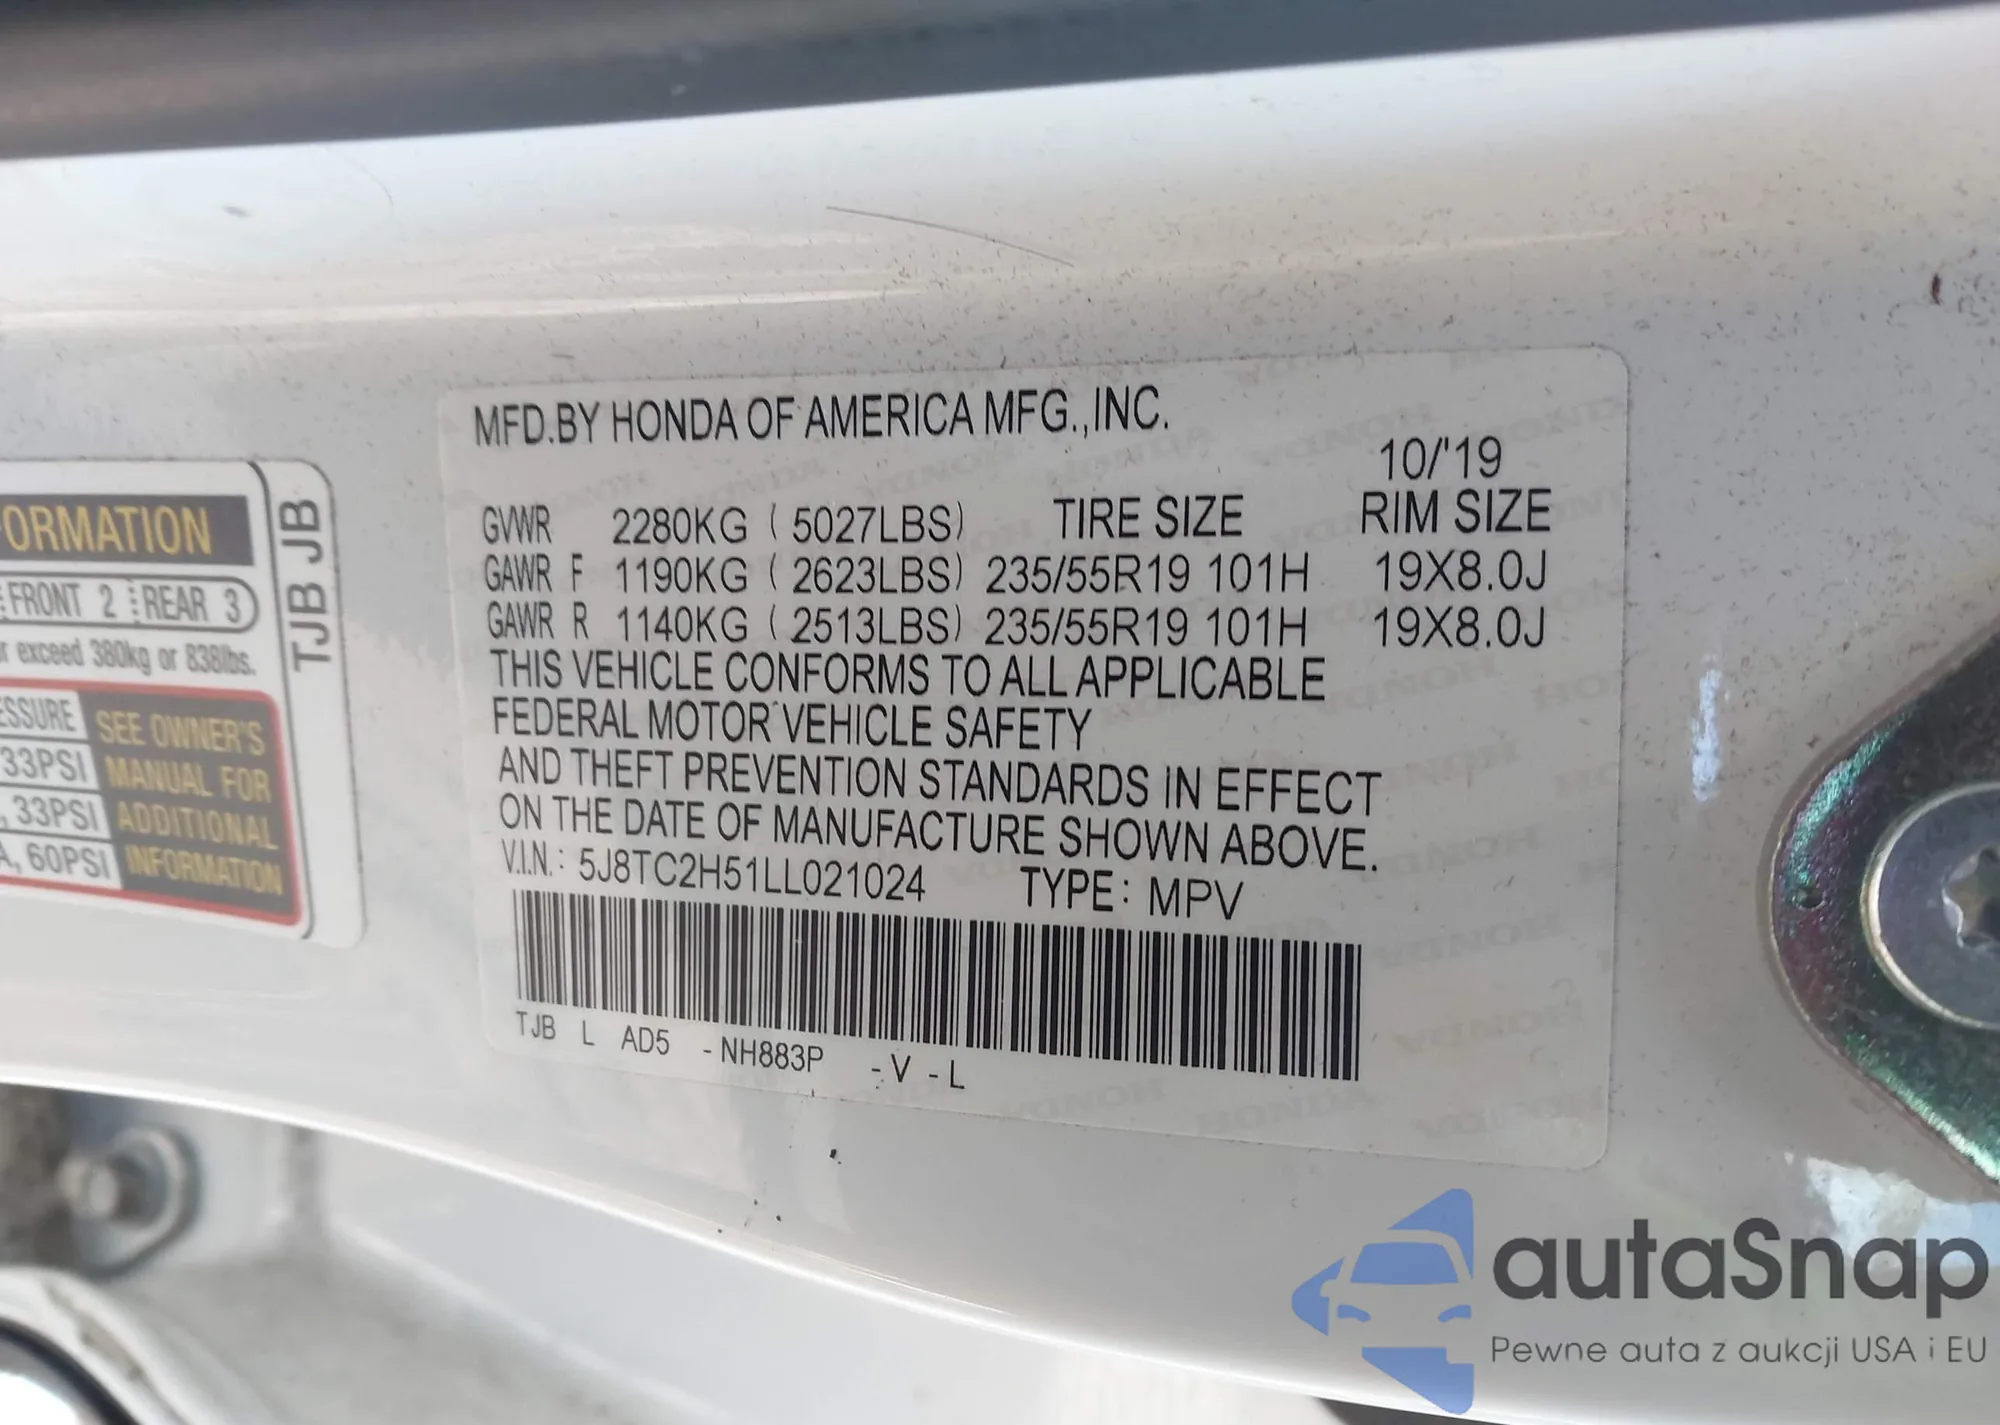 MFD.BY HONDA OF AMERICA MFG.,INC.
10/'19
GVWR 2280KG ( 5027LBS) TIRE SIZE RIM SIZE
GAWR F 1190KG ( 2623LBS) 235/55R19 101H 19X8.0J
GAWR R 1140KG ( 2513LBS) 235/55R19 101H 19X8.0J
THIS VEHICLE CONFORMS TO ALL APPLICABLE
FEDERAL MOTOR VEHICLE SAFETY
AND THEFT PREVENTION STANDARDS IN EFFECT
ON THE DATE OF MANUFACTURE SHOWN ABOVE.
V.I.N.: 5J8TC2H51LL021024 TYPE: MPV
TJB L AD5 -NH883P -V -L
ORMATION
FRONT 2 REAR 3
exceed 380kg or 838lbs.
ESSURE
33PSI
, 33PSI
A, 60PSI
SEE OWNER'S
MANUAL FOR
ADDITIONAL
INFORMATION
TJB JB
autaSnap
Pewne auta z aukcji USA i EU